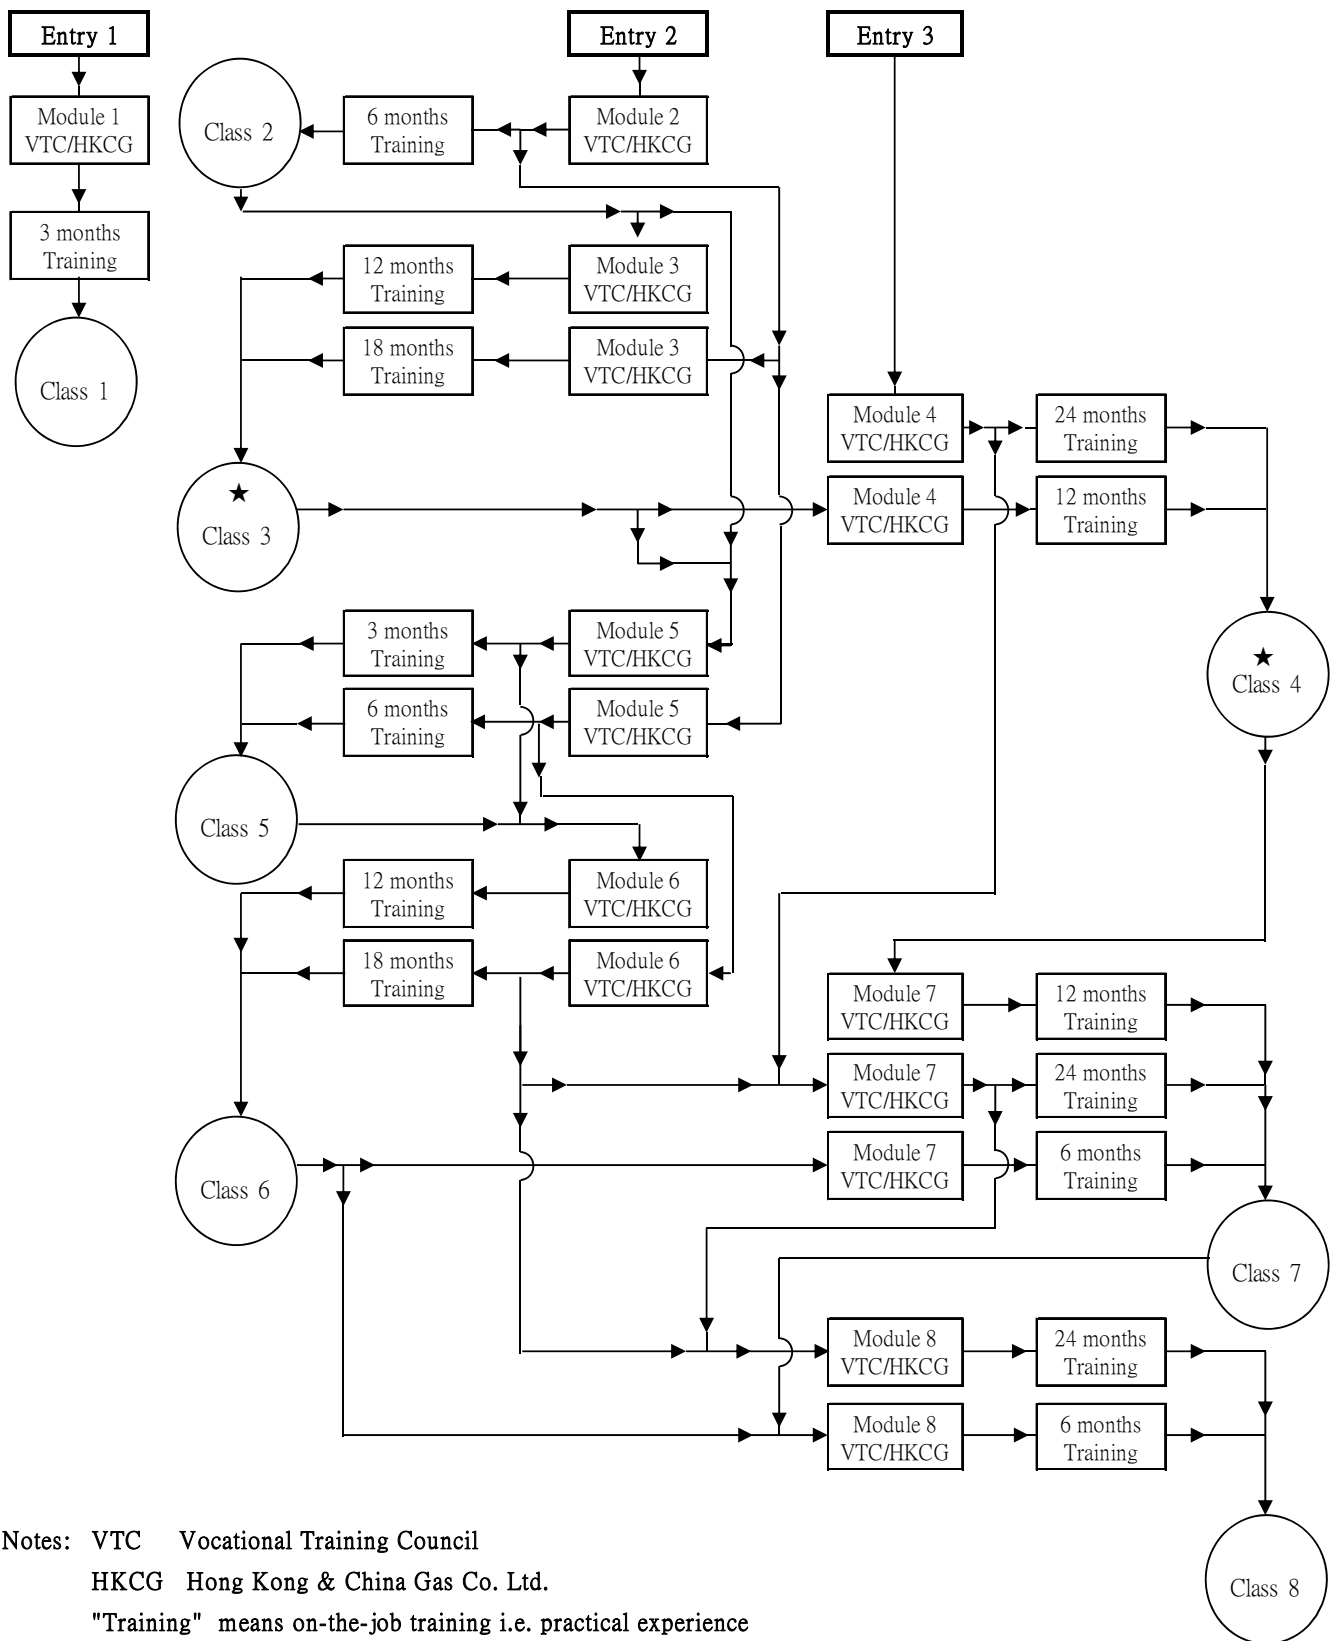 Entry 1
Entry 2
Entry 3
Module 1
VTC/HKCG
Class 2
6 months
Training
Module 2
VTC/HKCG
3 months
Training
12 months
Training
Module 3
VTC/HKCG
18 months
Training
Module 3
VTC/HKCG
Class 1
Module 4
VTC/HKCG
24 months
Training
★
Class 3
Module 4
VTC/HKCG
12 months
Training
3 months
Training
Module 5
VTC/HKCG
★
Class 4
6 months
Training
Module 5
VTC/HKCG
Class 5
12 months
Training
Module 6
VTC/HKCG
18 months
Training
Module 6
VTC/HKCG
Module 7
VTC/HKCG
12 months
Training
Module 7
VTC/HKCG
24 months
Training
Class 6
Module 7
VTC/HKCG
6 months
Training
Class 7
Module 8
VTC/HKCG
24 months
Training
Module 8
VTC/HKCG
6 months
Training
Class 8
Notes: VTC Vocational Training Council
HKCG Hong Kong & China Gas Co. Ltd.
"Training" means on-the-job training i.e. practical experience